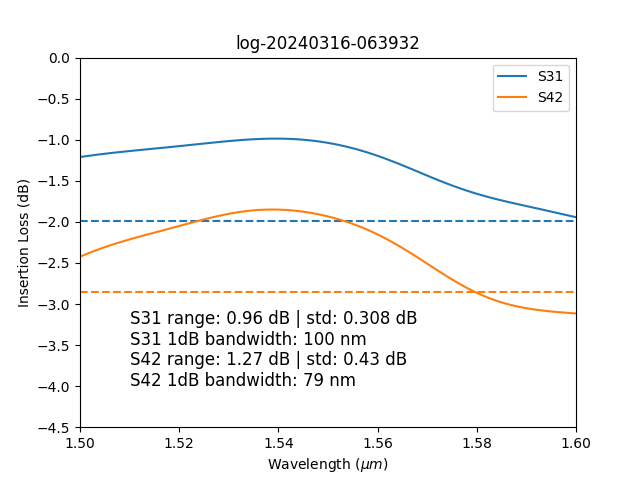 log-20240316-063932
S31
S42
Insertion Loss (dB)
0.0
−0.5
−1.0
−1.5
−2.0
−2.5
−3.0
−3.5
−4.0
−4.5
S31 range: 0.96 dB | std: 0.308 dB
S31 1dB bandwidth: 100 nm
S42 range: 1.27 dB | std: 0.43 dB
S42 1dB bandwidth: 79 nm
1.50 1.52 1.54 1.56 1.58 1.60
Wavelength (μm)